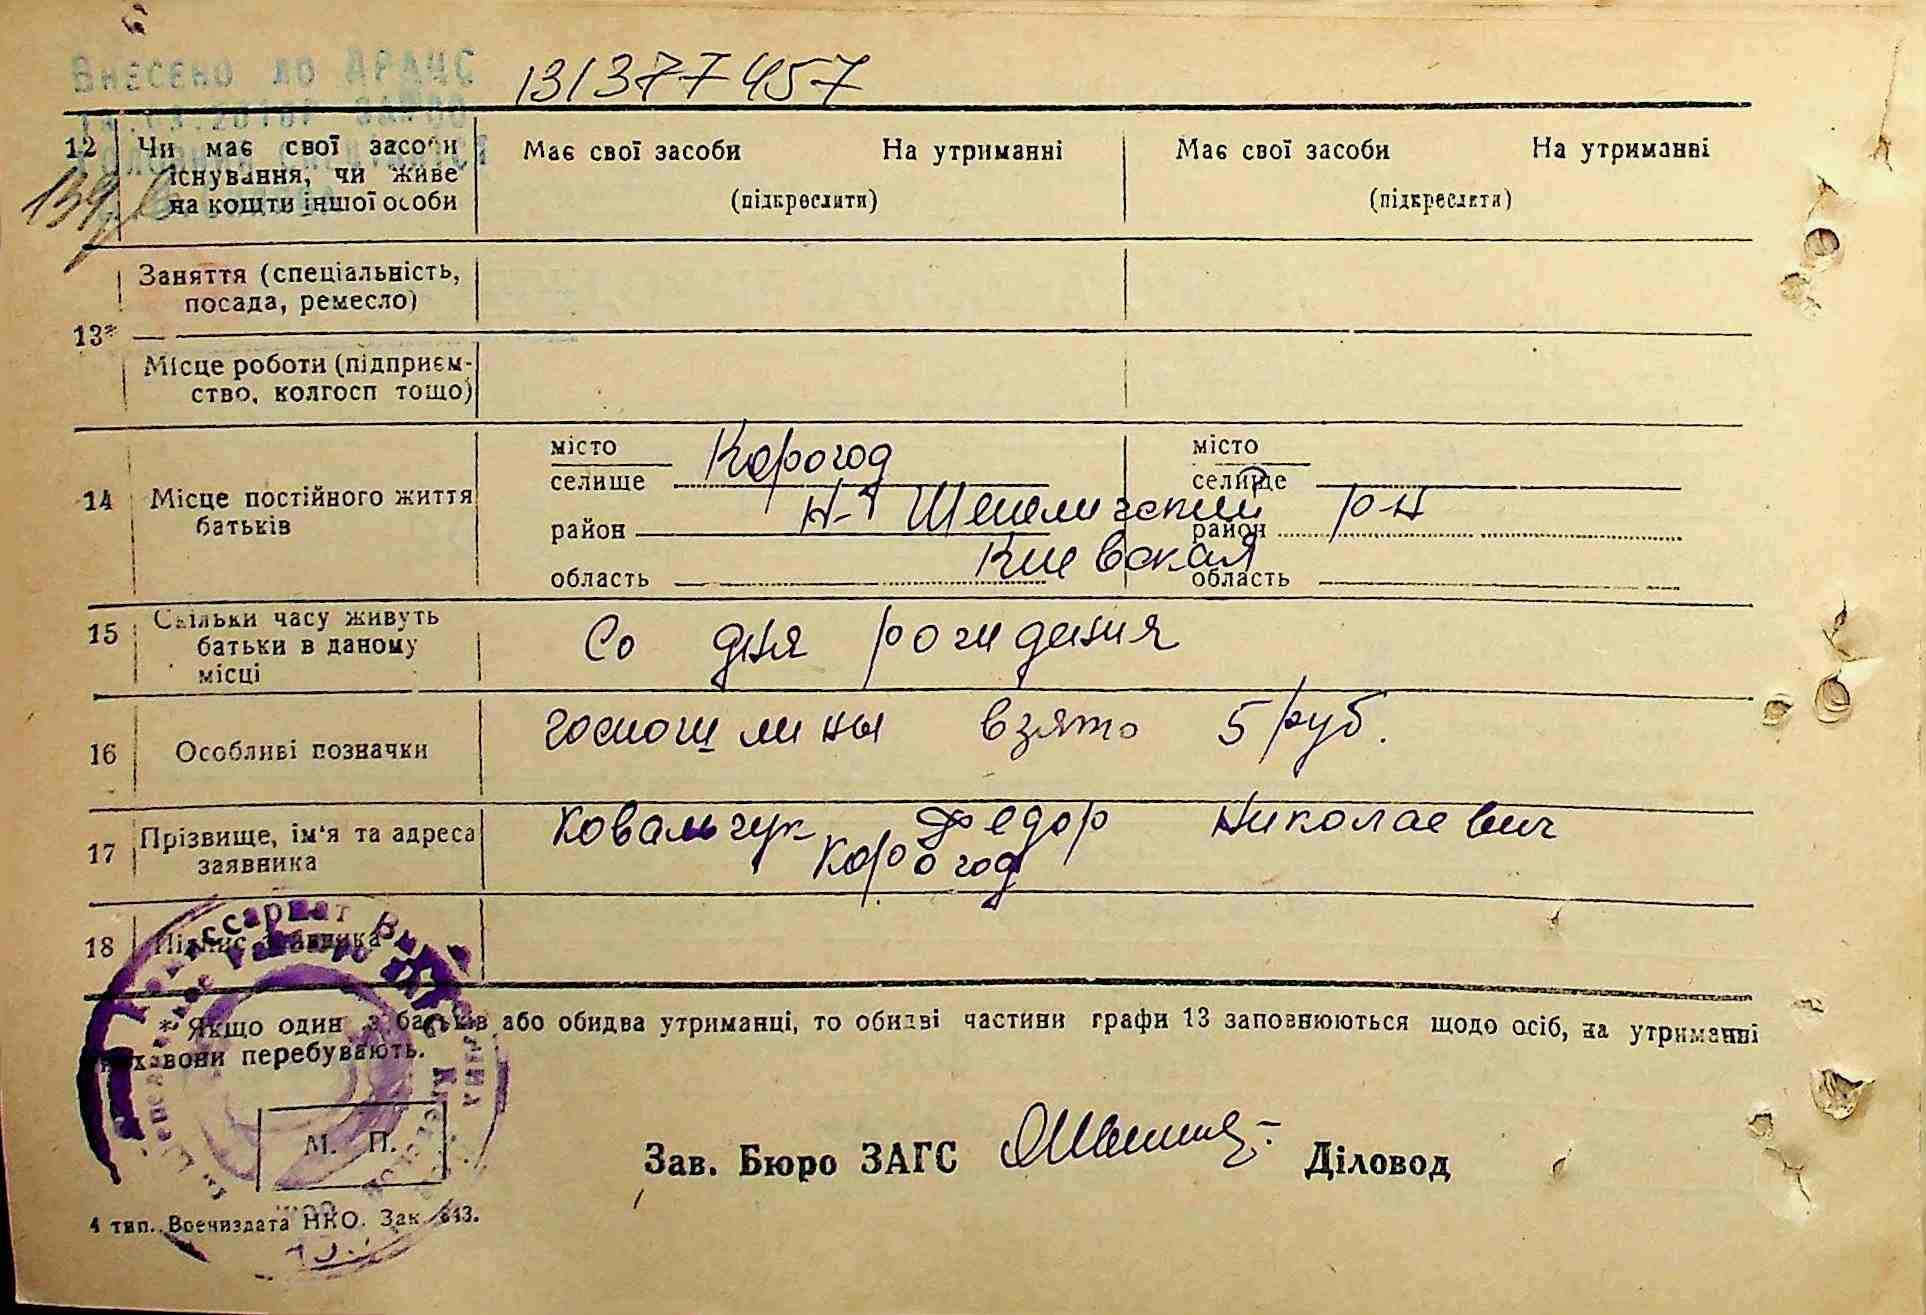 Внесено до ДРАЦС
131377457
12 Чи має свої засоби існування, чи живе на кошти іншої особи
Має свої засоби На утриманні
(підкреслити)
Має свої засоби На утриманні
(підкреслити)
139
13* Заняття (спеціальність, посада, ремесло)
Місце роботи (підприємство, колгосп тощо)
14 Місце постійного життя батьків
місто
селище Корогод
район Н-Шепеличский р-н
область Киевская
місто
селище
район
область
15 Скільки часу живуть батьки в даному місці
Со дня рождения
16 Особливі позначки
госпошлины взято 5 руб.
17 Прізвище, ім'я та адреса заявника
Ковальчук Федор Николаевич
Корогод
18 Підпис заявника
* Якщо один з батьків або обидва утриманці, то обидві частини графи 13 заповнюються щодо осіб, на утриманні
яких вони перебувають.
М. П.
Зав. Бюро ЗАГС Діловод
4 тип. Воениздата НКО. Зак. 843.